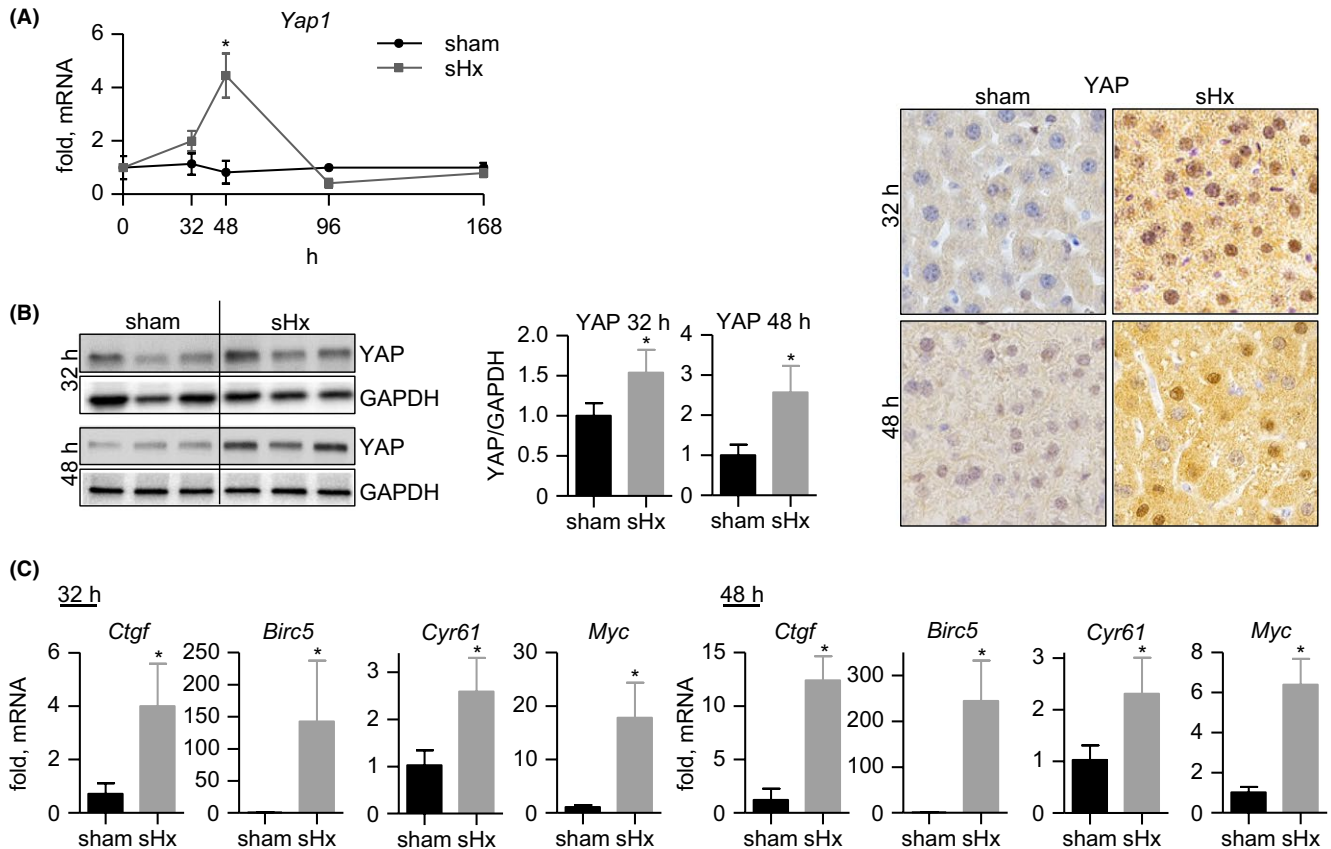 (A)
Yap1
6
4
2
0
fold, mRNA
*
sham
sHx
0 32 48 96 168
h
YAP
sham sHx
32 h
48 h
(B)
sham sHx
32 h
YAP
GAPDH
48 h
YAP
GAPDH
YAP/GAPDH
YAP 32 h
2.0
1.5
1.0
0.5
0
*
sham sHx
YAP 48 h
4
3
2
1
0
*
sham sHx
(C)
32 h
fold, mRNA
Ctgf
6
4
2
0
*
sham sHx
Birc5
250
200
150
100
50
0
*
sham sHx
Cyr61
3
2
1
0
*
sham sHx
Myc
30
20
10
0
*
sham sHx
48 h
fold, mRNA
Ctgf
15
10
5
0
*
sham sHx
Birc5
300
200
100
0
*
sham sHx
Cyr61
3
2
1
0
*
sham sHx
Myc
8
6
4
2
0
*
sham sHx